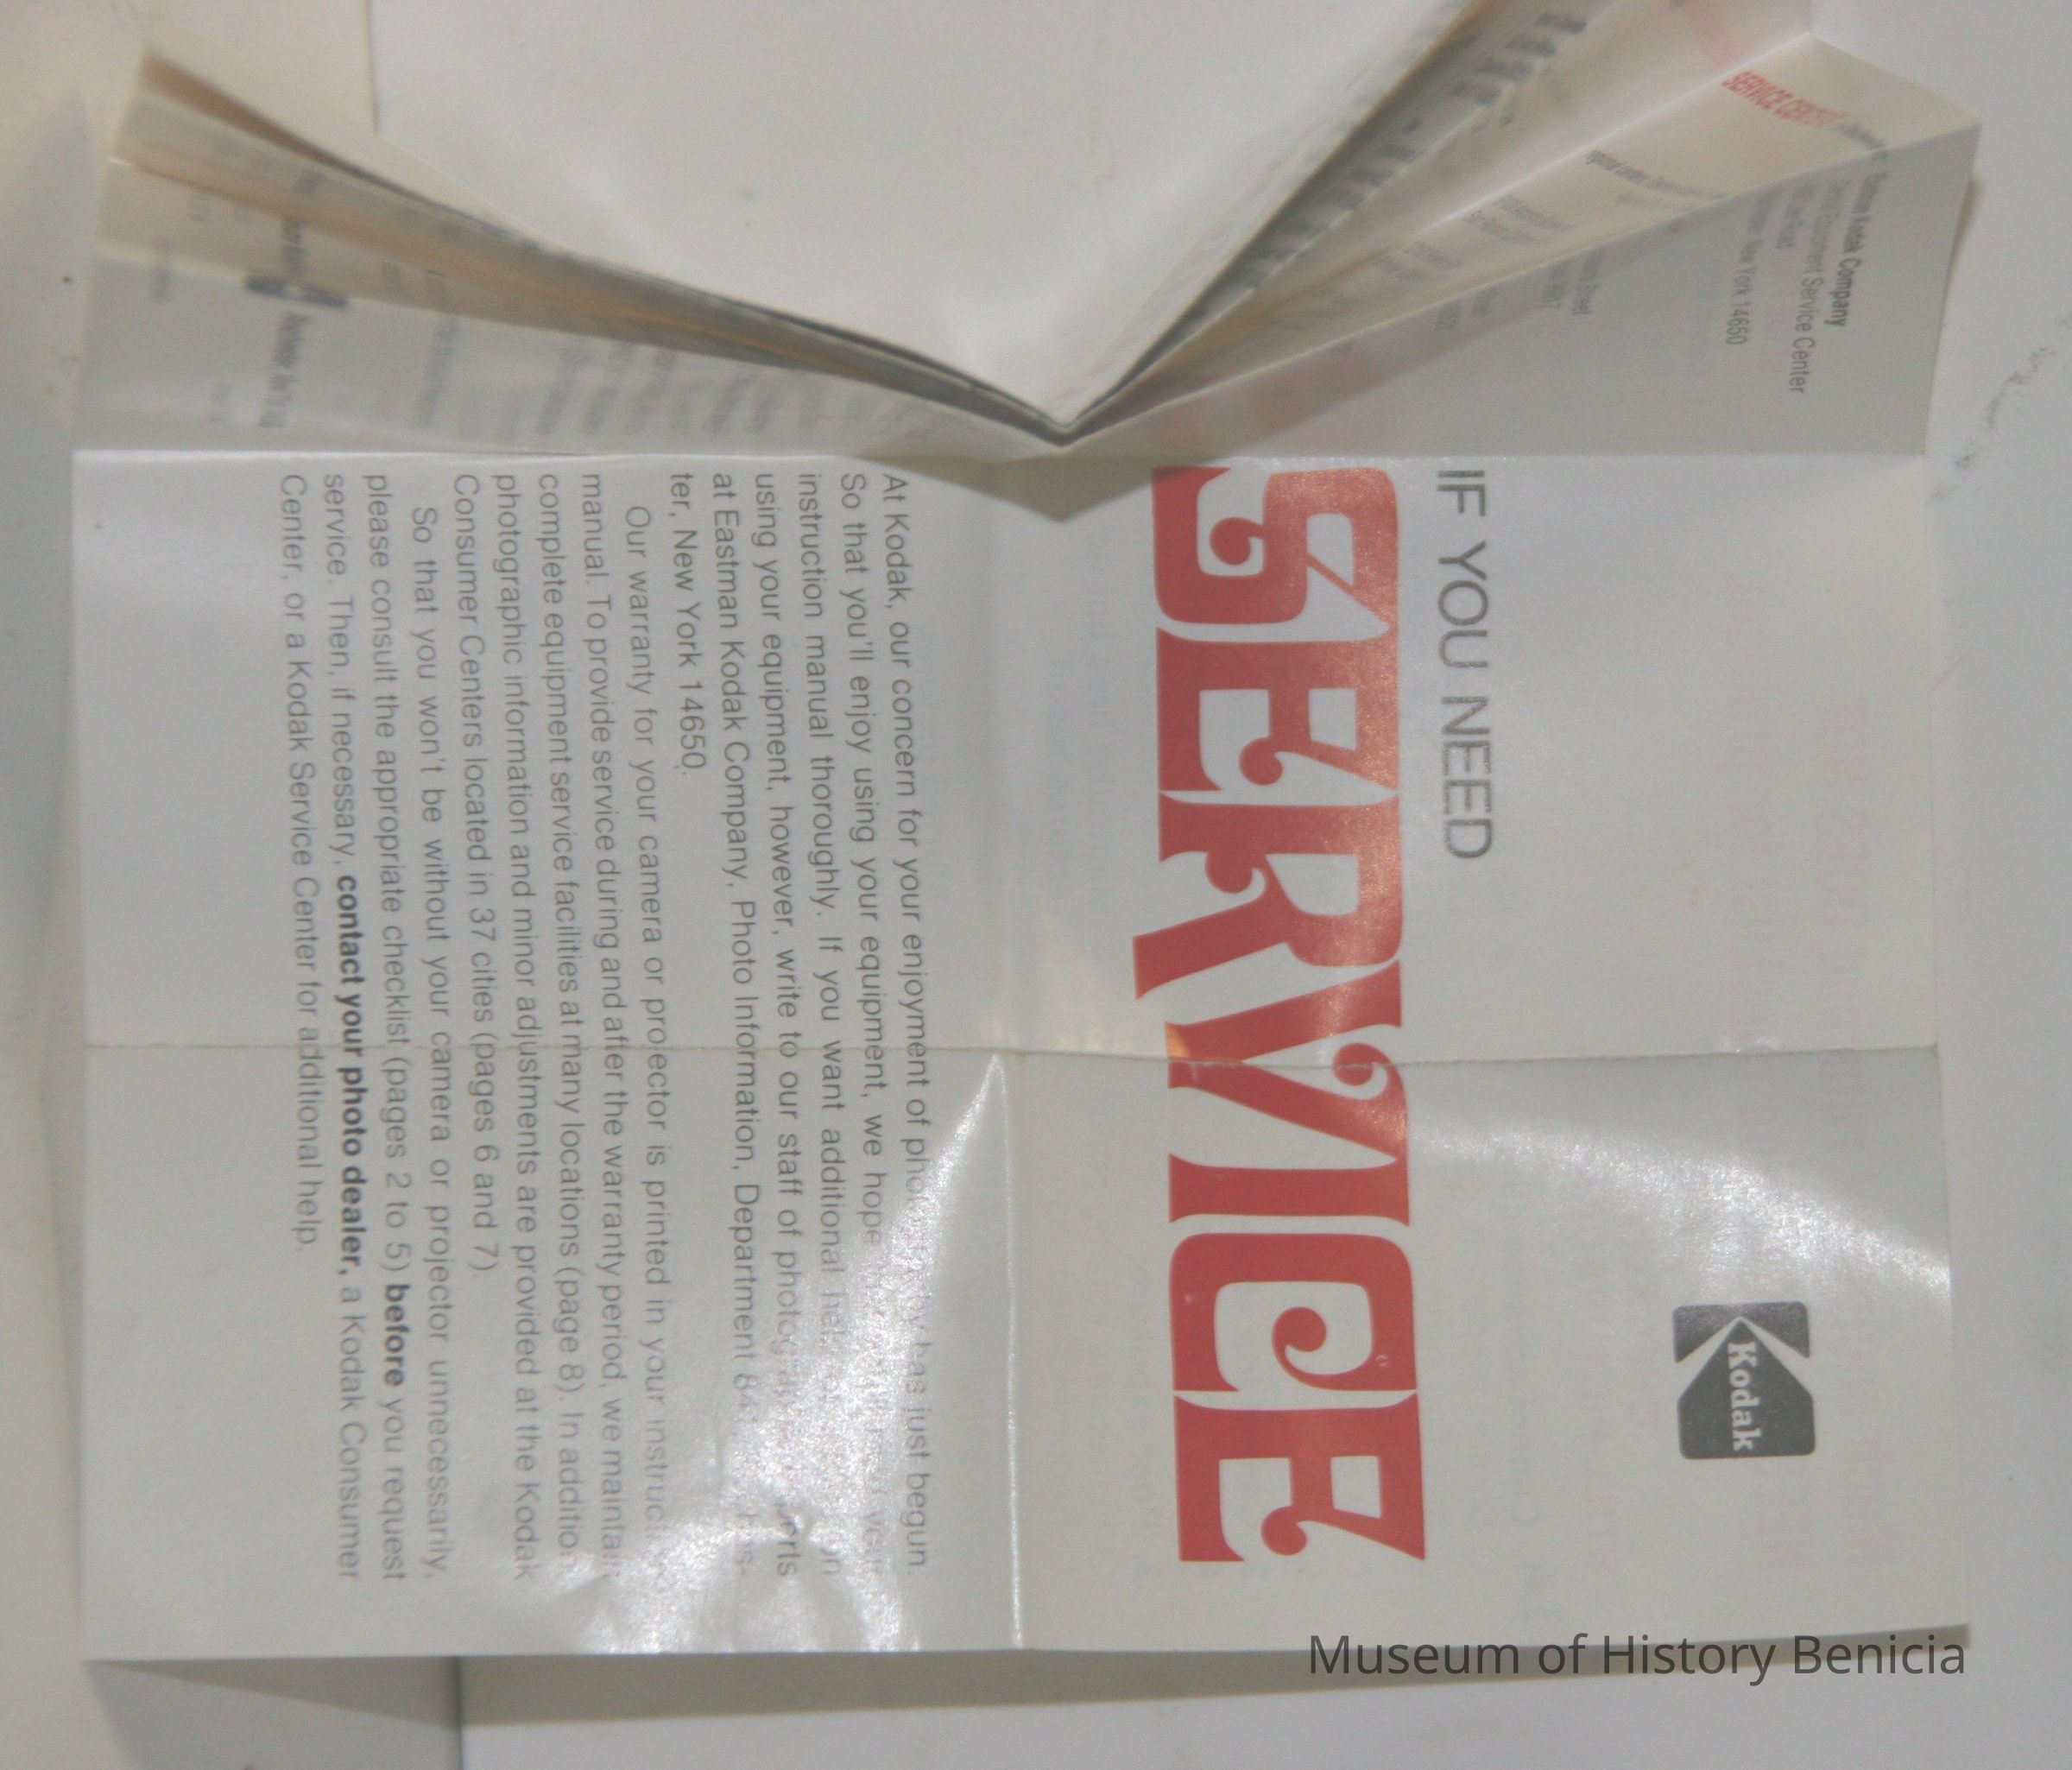 Kodak
IF YOU NEED
SERVICE
At Kodak, our concern for your enjoyment of has just begun.
So that you'll enjoy using your equipment, we hope
instruction manual thoroughly. If you want additional
using your equipment, however, write to our staff of
at Eastman Kodak Company, Photo Information, Department
ter, New York 14650.
Our warranty for your camera or projector is printed in your
manual. To provide service during and after the warranty period, we maintain
complete equipment service facilities at many locations (page 8). In addition
photographic information and minor adjustments are provided at the Kodak
Consumer Centers located in 37 cities (pages 6 and 7).
So that you won't be without your camera or projector unnecessarily,
please consult the appropriate checklist (pages 2 to 5) before you request
service. Then, if necessary, contact your photo dealer, a Kodak Consumer
Center, or a Kodak Service Center for additional help.
SERVICE
Kodak Company
Equipment Service Center
New York 14650
Museum of History Benicia